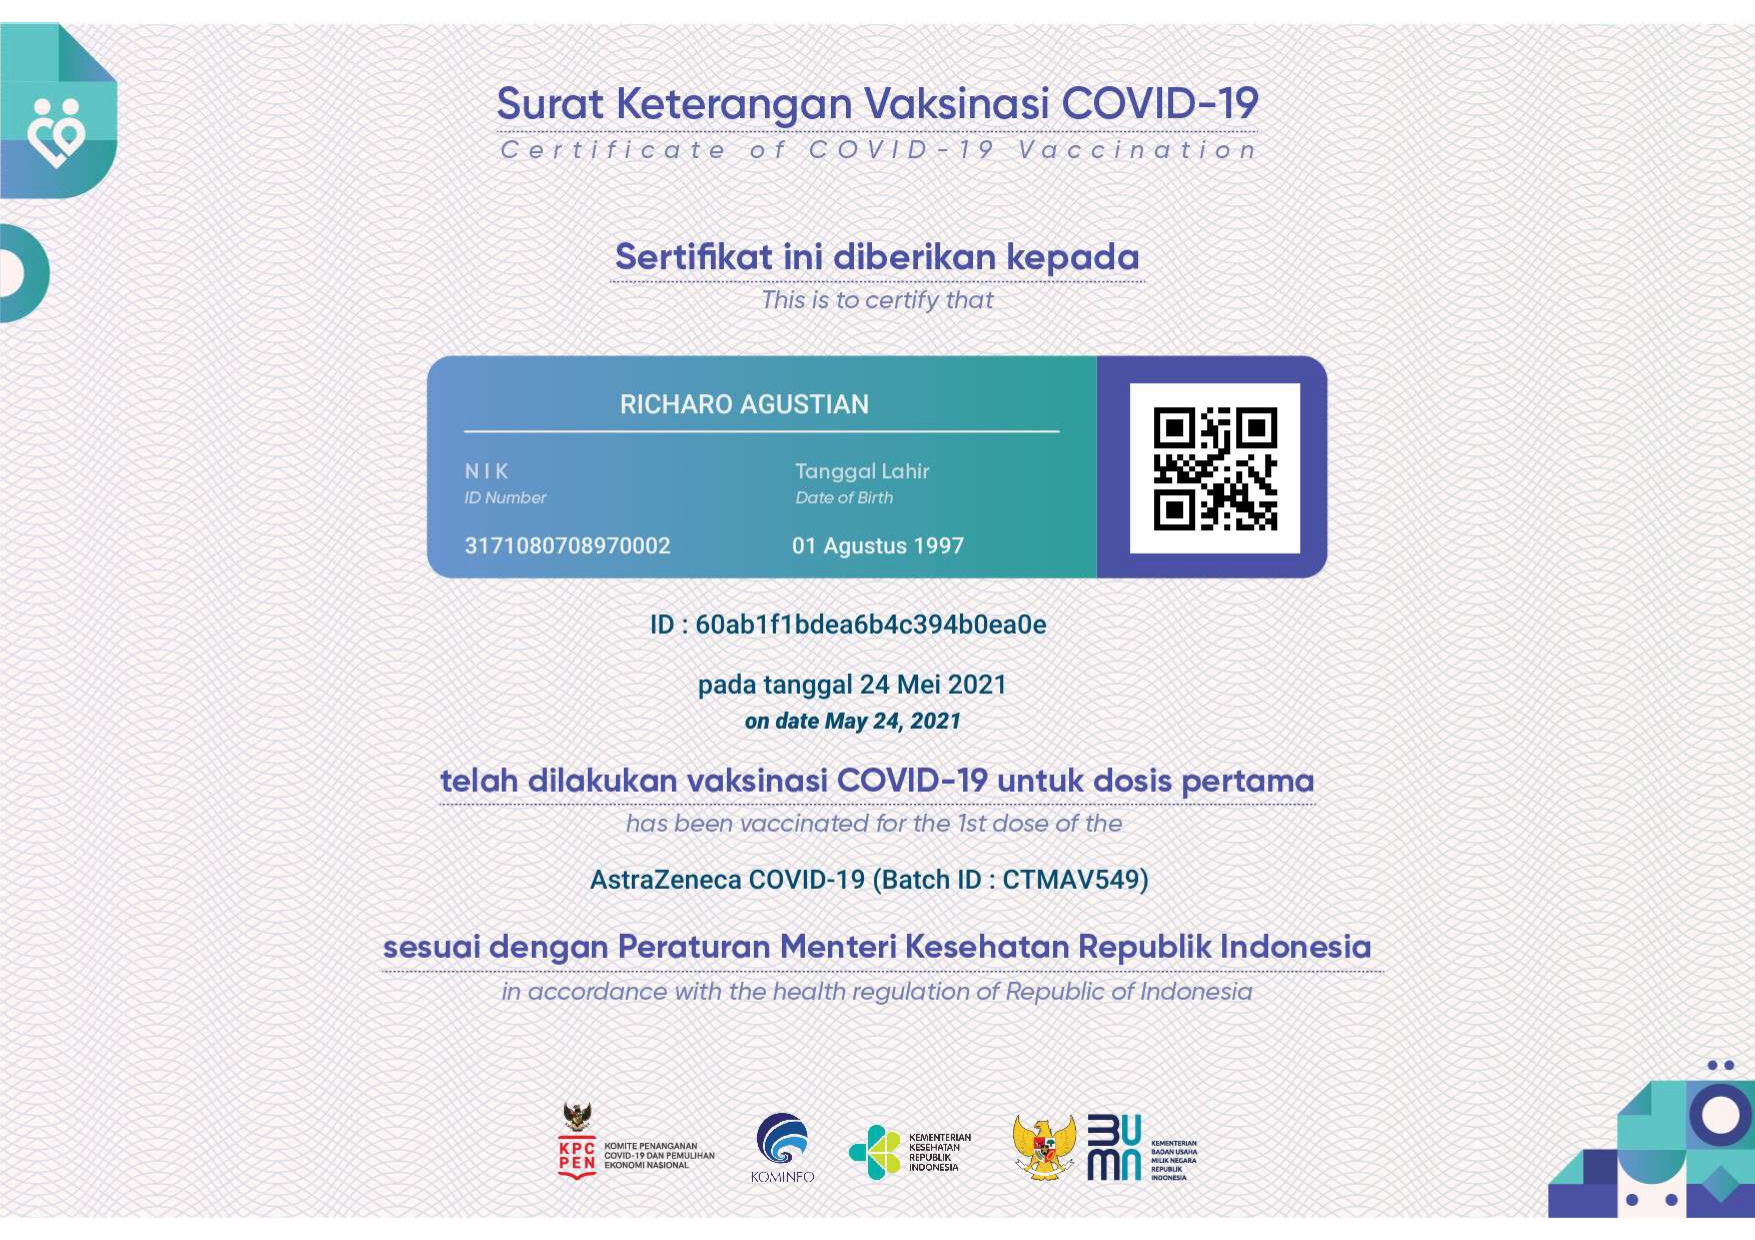 Surat Keterangan Vaksinasi COVID-19
Certificate of COVID-19 Vaccination
Sertifikat ini diberikan kepada
This is to certify that
RICHARO AGUSTIAN
NIK
ID Number
3171080708970002
Tanggal Lahir
Date of Birth
01 Agustus 1997
ID : 60ab1f1bdea6b4c394b0ea0e
pada tanggal 24 Mei 2021
on date May 24, 2021
telah dilakukan vaksinasi COVID-19 untuk dosis pertama
has been vaccinated for the 1st dose of the
AstraZeneca COVID-19 (Batch ID : CTMAV549)
sesuai dengan Peraturan Menteri Kesehatan Republik Indonesia
in accordance with the health regulation of Republic of Indonesia
KPC
PEN
KOMITE PENANGANAN
COVID-19 DAN PEMULIHAN
EKONOMI NASIONAL
KOMINFO
KEMENTERIAN
KESEHATAN
REPUBLIK
INDONESIA
BUMN
KEMENTERIAN
BADAN USAHA
MILIK NEGARA
REPUBLIK
INDONESIA